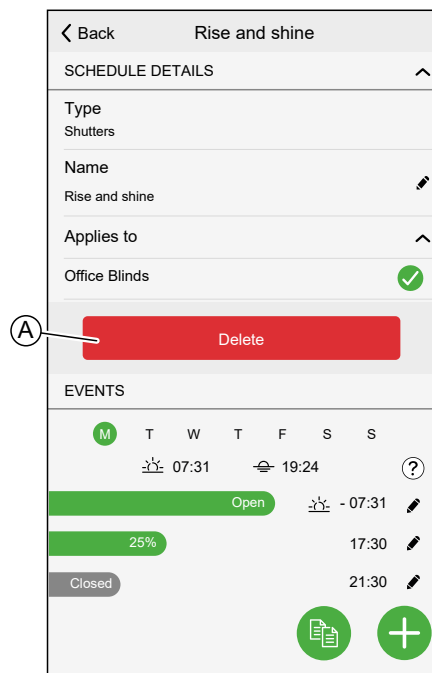 Back Rise and shine
SCHEDULE DETAILS
Type
Shutters
Name
Rise and shine
Applies to
Office Blinds
A
Delete
EVENTS
M T W T F S S
07:31 19:24 ?
Open - 07:31
25% 17:30
Closed 21:30